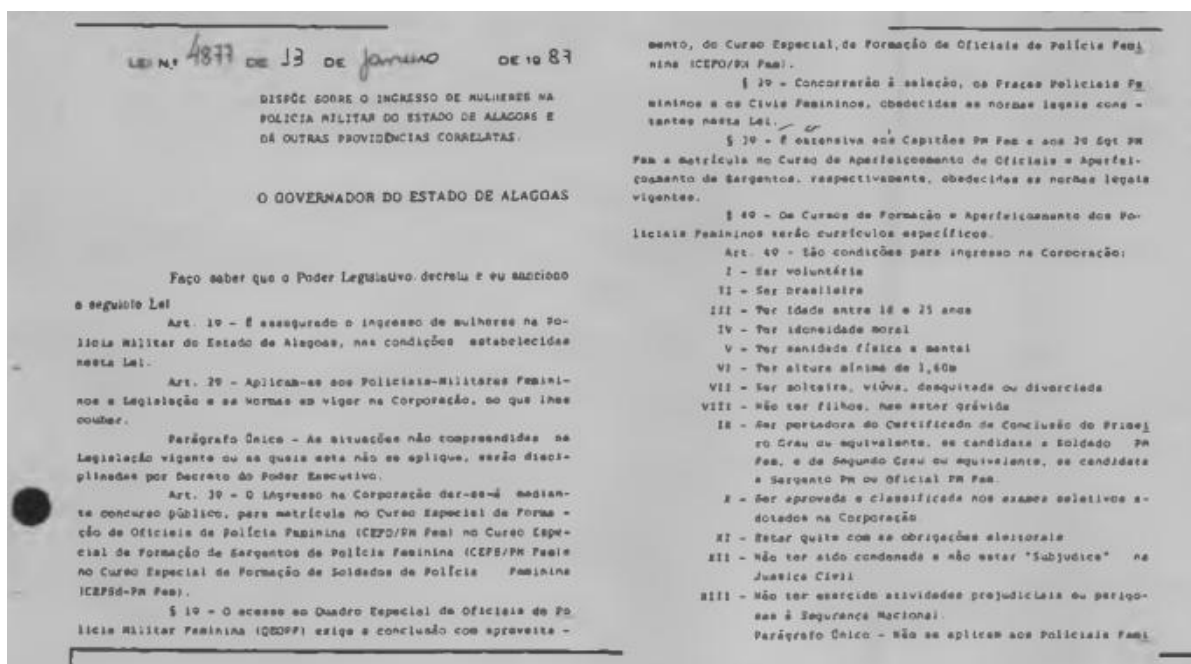 LEI N.º 4877 DE 13 DE Janeiro DE 1987
DISPÕE SOBRE O INGRESSO DE MULHERES NA
POLÍCIA MILITAR DO ESTADO DE ALAGOAS E
DÁ OUTRAS PROVIDÊNCIAS CORRELATAS.
O GOVERNADOR DO ESTADO DE ALAGOAS
Faço saber que o Poder Legislativo decreta e eu sanciono
a seguinte Lei
Art. 1º - É assegurado o ingresso de mulheres na Po-
lícia Militar do Estado de Alagoas, nas condições estabelecidas
nesta Lei.
Art. 2º - Aplicam-se aos Policiais-Militares Femini-
nos a Legislação e as Normas em vigor na Corporação, no que lhes
couber.
Parágrafo Único - As situações não compreendidas na
Legislação vigente ou as quais esta não se aplique, serão disci-
plinadas por Decreto do Poder Executivo.
Art. 3º - O ingresso na Corporação dar-se-á median-
te concurso público, para matrícula no Curso Especial de Forma -
ção de Oficiais de Polícia Feminina (CEFO/PM Fem) no Curso Espe-
cial de Formação de Sargentos de Polícia Feminina (CEFS/PM Fem)e
no Curso Especial de Formação de Soldados de Polícia Feminina
(CEFSd-PM Fem).
§ 1º - O acesso ao Quadro Especial de Oficiais de Po
lícia Militar Feminina (QEOPF) exige a conclusão com aproveita -
mento, do Curso Especial,de Formação de Oficiais de Polícia Femi
nina (CEFO/PM Fem).
§ 2º - Concorrerão à seleção, os Praças Policiais Fe
mininos e os Civis Femininos, obedecidas as normas legais cons -
tantes nesta Lei.
§ 3º - É extensiva aos Capitães PM Fem e aos 3º Sgt PM
Fem a matrícula no Curso de Aperfeiçoamento de Oficiais e Aperfei-
çoamento de Sargentos, respectivamente, obedecidas as normas legais
vigentes.
§ 4º - Os Cursos de Formação e Aperfeiçoamento dos Po-
liciais Femininos terão currículos específicos.
Art. 4º - São condições para ingresso na Corporação:
I - Ser voluntária
II - Ser brasileira
III - Ter idade entre 18 e 25 anos
IV - Ter idoneidade moral
V - Ter sanidade física e mental
VI - Ter altura mínima de 1,60m
VII - Ser solteira, viúva, desquitada ou divorciada
VIII - Não ter filhos, nem estar grávida
IX - Ser portadora do Certificado de Conclusão do Primei
ro Grau ou equivalente, se candidata a Soldado PM
Fem, e de Segundo Grau ou equivalente, se candidata
a Sargento PM ou Oficial PM Fem.
X - Ser aprovada e classificada nos exames seletivos a-
dotados na Corporação
XI - Estar quite com as obrigações eleitorais
XII - Não ter sido condenada e não estar "Subjudice" na
Justiça Civil
XIII - Não ter exercido atividades prejudiciais ou perigo-
sas à Segurança Nacional.
Parágrafo Único - Não se aplicam aos Policiais Femi